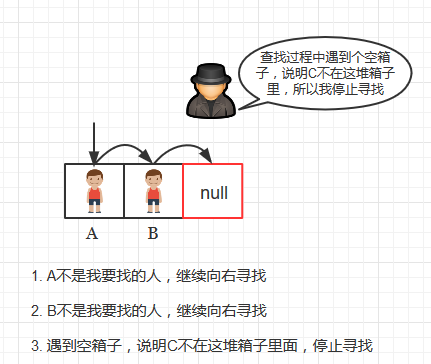 查找过程中遇到个空箱
子，说明C不在这堆箱子
里，所以我停止寻找
null
A B
1. A不是我要找的人，继续向右寻找
2. B不是我要找的人，继续向右寻找
3. 遇到空箱子，说明C不在这堆箱子里面，停止寻找